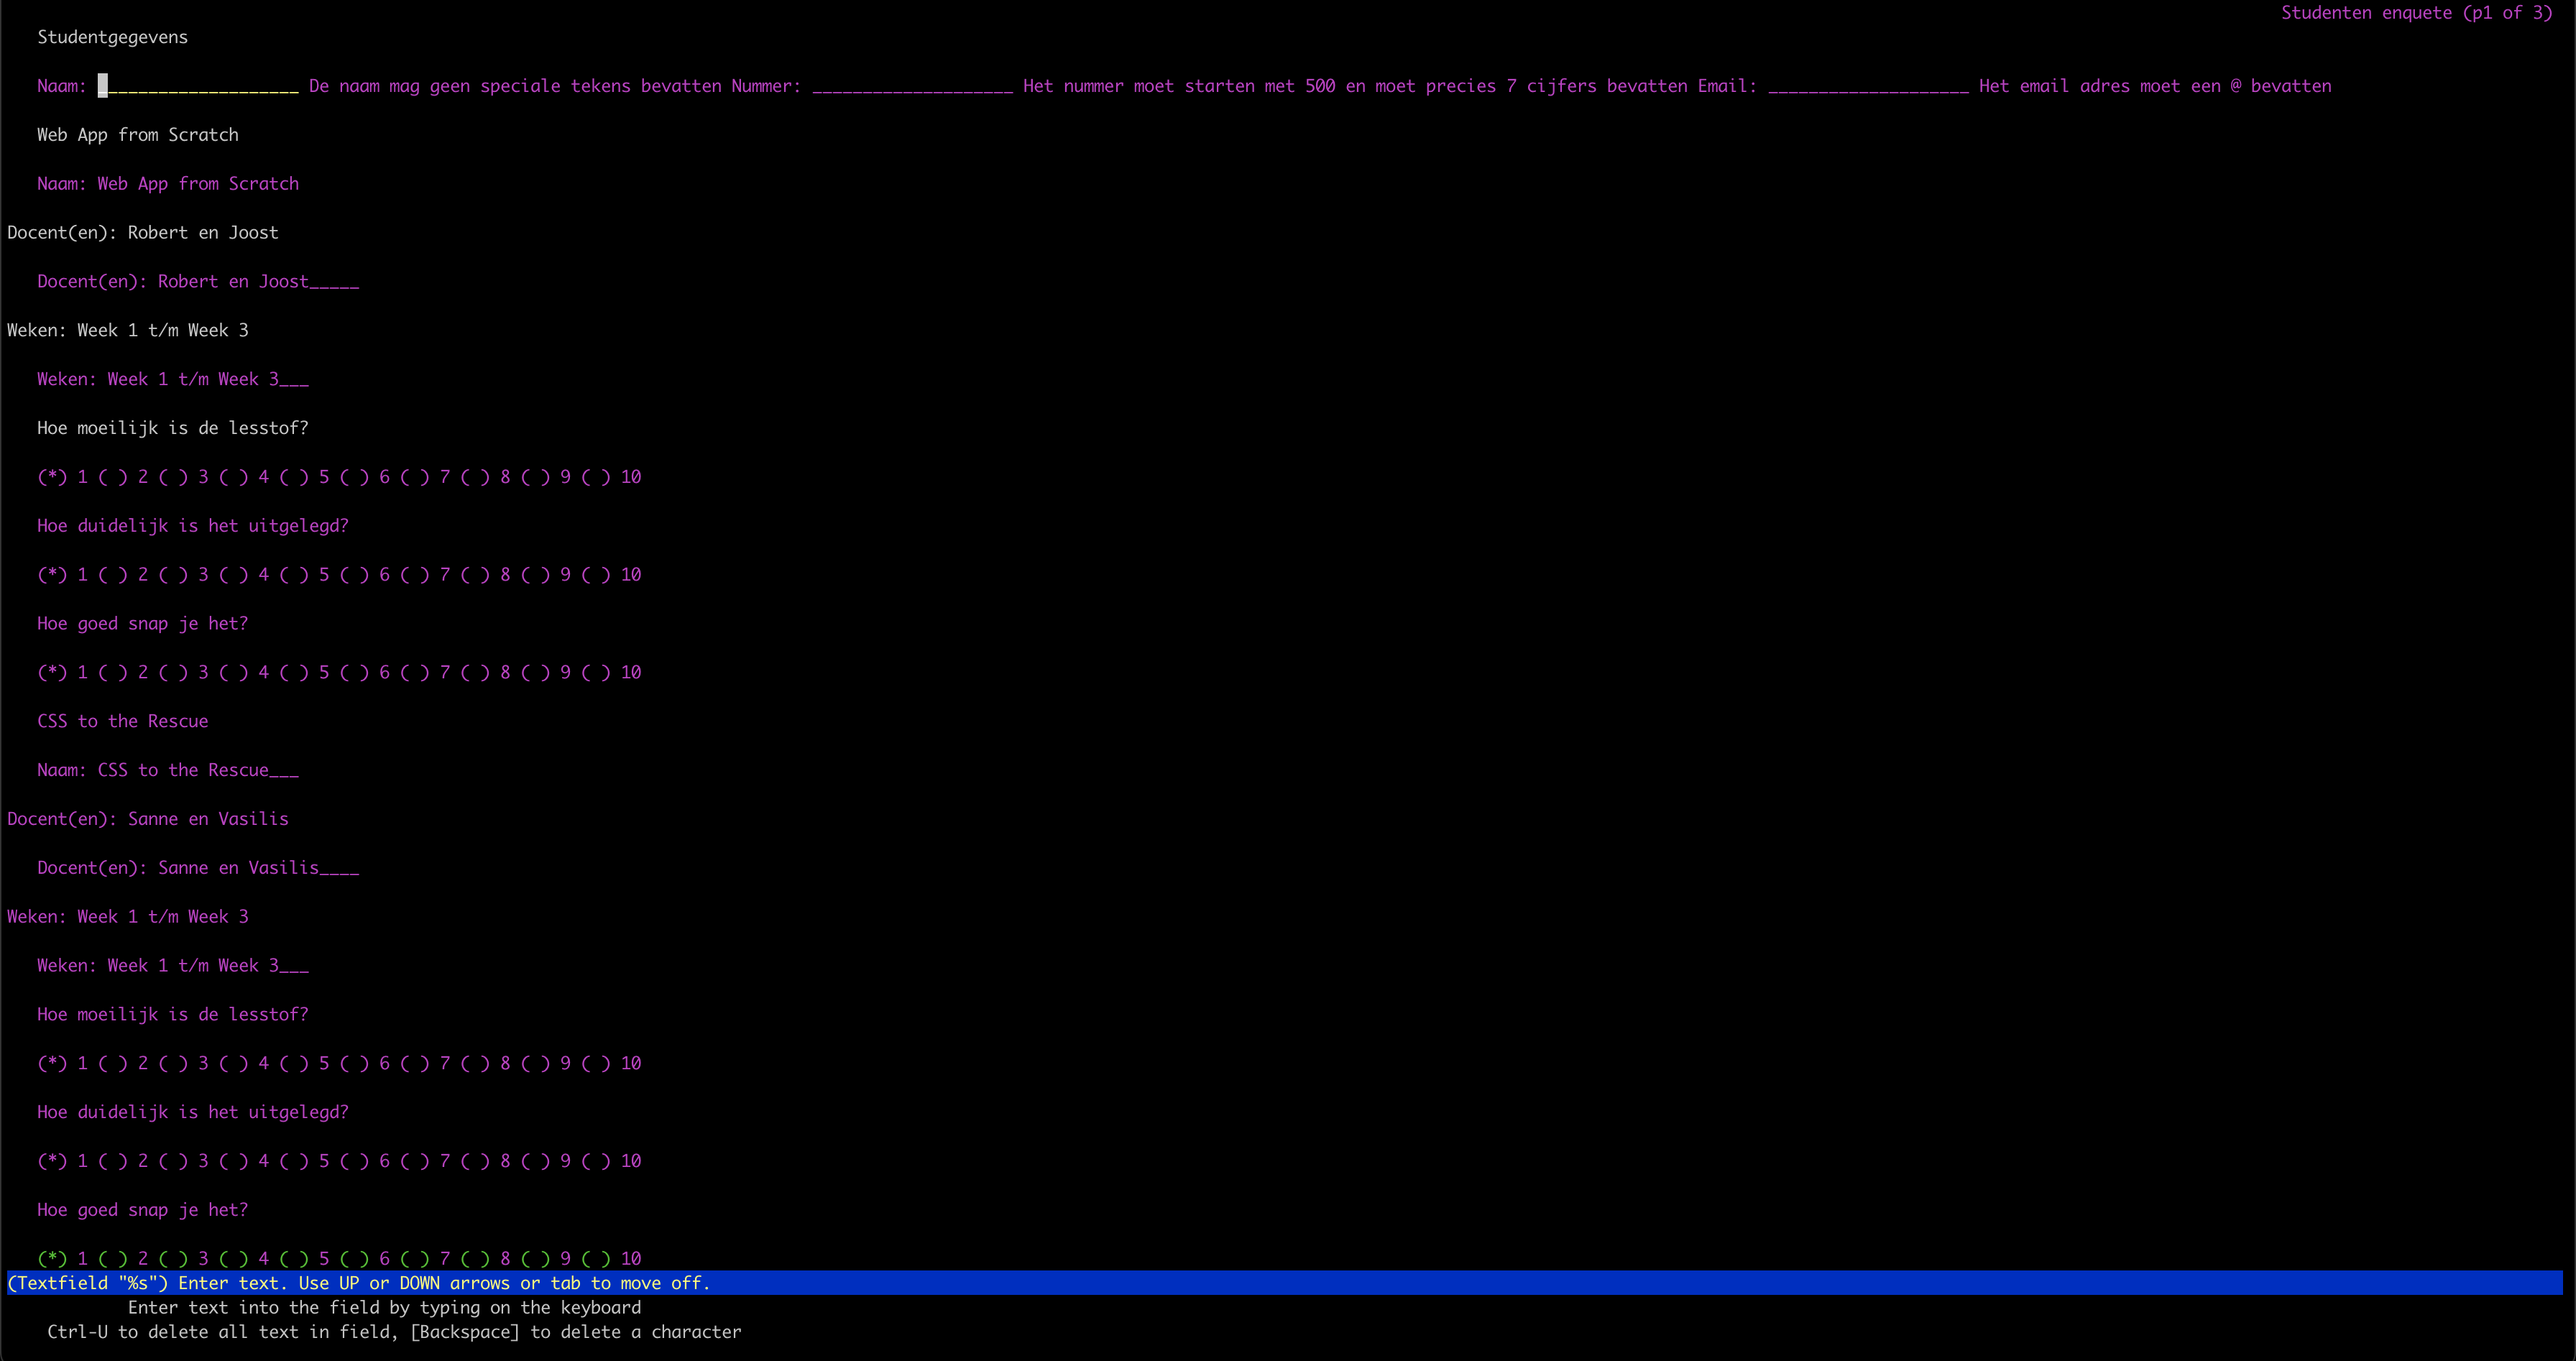 Studenten enquete (p1 of 3)
Studentgegevens
Naam: ____________________ De naam mag geen speciale tekens bevatten Nummer: ____________________ Het nummer moet starten met 500 en moet precies 7 cijfers bevatten Email: ____________________ Het email adres moet een @ bevatten
Web App from Scratch
Naam: Web App from Scratch
Docent(en): Robert en Joost
Docent(en): Robert en Joost_____
Weken: Week 1 t/m Week 3
Weken: Week 1 t/m Week 3___
Hoe moeilijk is de lesstof?
(*) 1 ( ) 2 ( ) 3 ( ) 4 ( ) 5 ( ) 6 ( ) 7 ( ) 8 ( ) 9 ( ) 10
Hoe duidelijk is het uitgelegd?
(*) 1 ( ) 2 ( ) 3 ( ) 4 ( ) 5 ( ) 6 ( ) 7 ( ) 8 ( ) 9 ( ) 10
Hoe goed snap je het?
(*) 1 ( ) 2 ( ) 3 ( ) 4 ( ) 5 ( ) 6 ( ) 7 ( ) 8 ( ) 9 ( ) 10
CSS to the Rescue
Naam: CSS to the Rescue___
Docent(en): Sanne en Vasilis
Docent(en): Sanne en Vasilis____
Weken: Week 1 t/m Week 3
Weken: Week 1 t/m Week 3___
Hoe moeilijk is de lesstof?
(*) 1 ( ) 2 ( ) 3 ( ) 4 ( ) 5 ( ) 6 ( ) 7 ( ) 8 ( ) 9 ( ) 10
Hoe duidelijk is het uitgelegd?
(*) 1 ( ) 2 ( ) 3 ( ) 4 ( ) 5 ( ) 6 ( ) 7 ( ) 8 ( ) 9 ( ) 10
Hoe goed snap je het?
(*) 1 ( ) 2 ( ) 3 ( ) 4 ( ) 5 ( ) 6 ( ) 7 ( ) 8 ( ) 9 ( ) 10
(Textfield "%s") Enter text. Use UP or DOWN arrows or tab to move off.
Enter text into the field by typing on the keyboard
Ctrl-U to delete all text in field, [Backspace] to delete a character